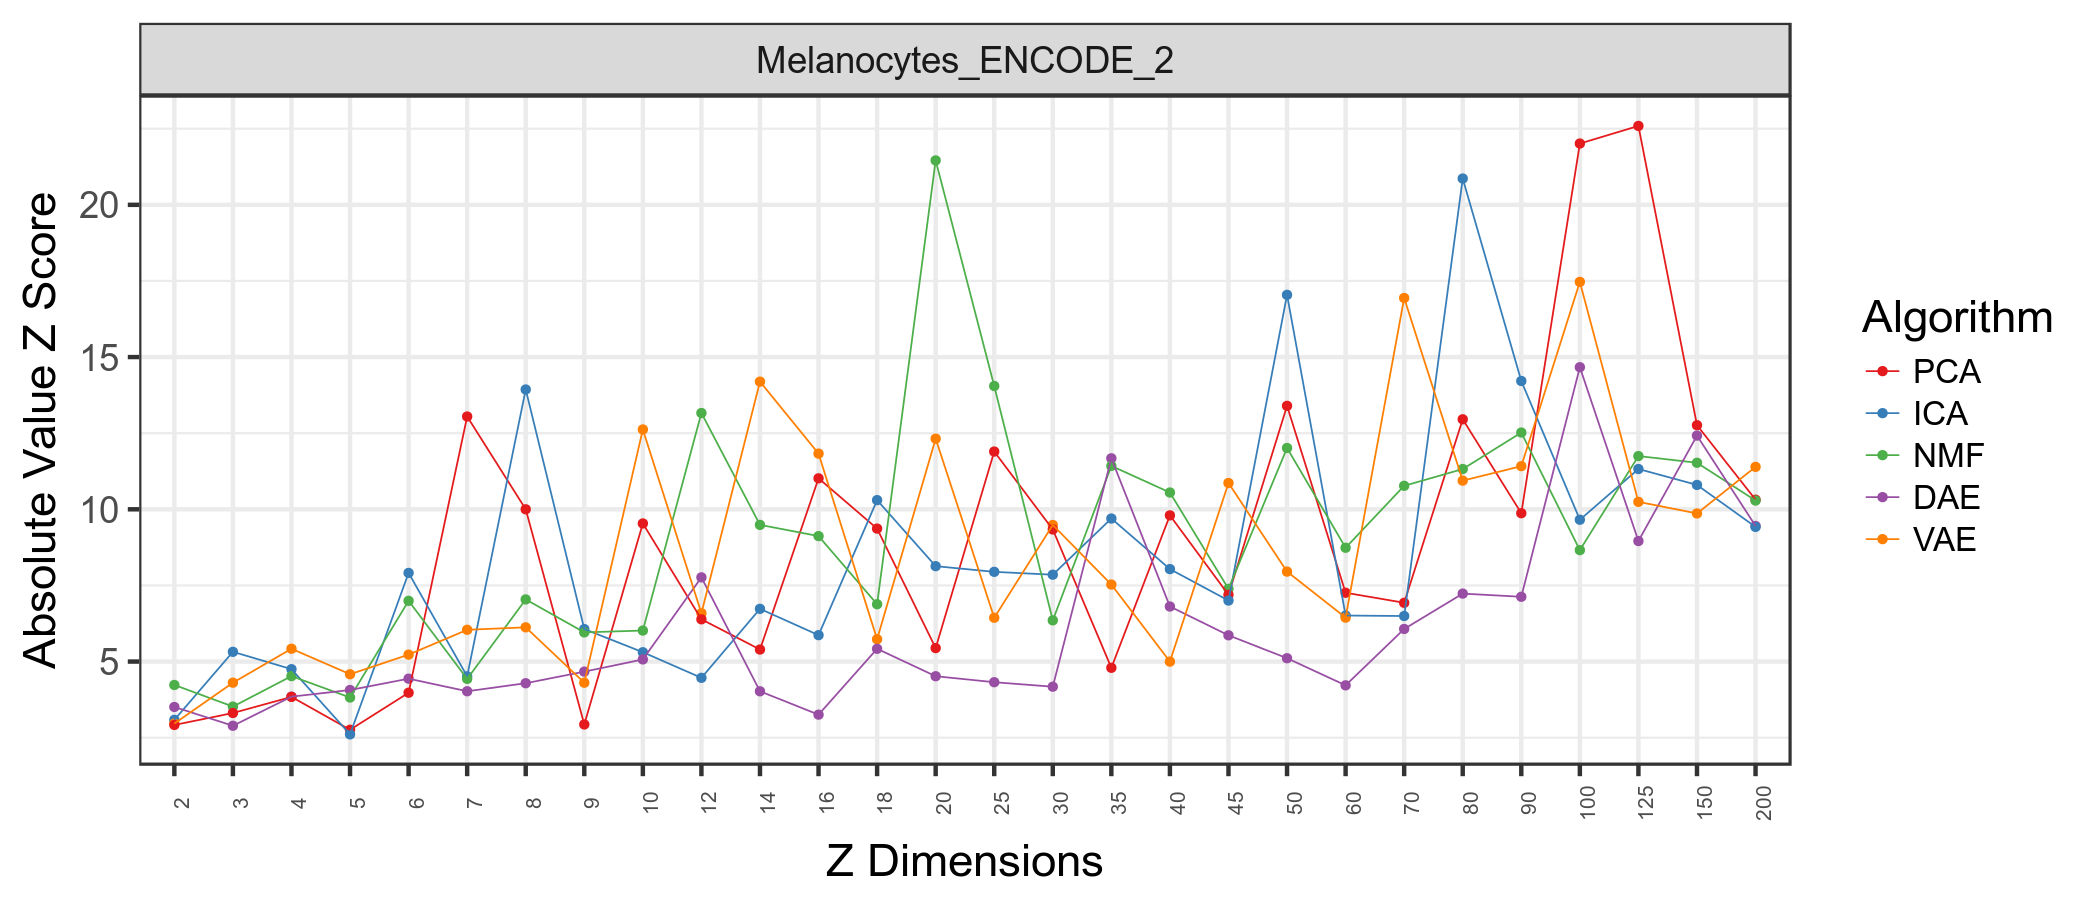 Melanocytes_ENCODE_2
Absolute Value Z Score
20
15
10
5
2 3 4 5 6 7 8 9 10 12 14 16 18 20 25 30 35 40 45 50 60 70 80 90 100 125 150 200
Z Dimensions
Algorithm
PCA
ICA
NMF
DAE
VAE